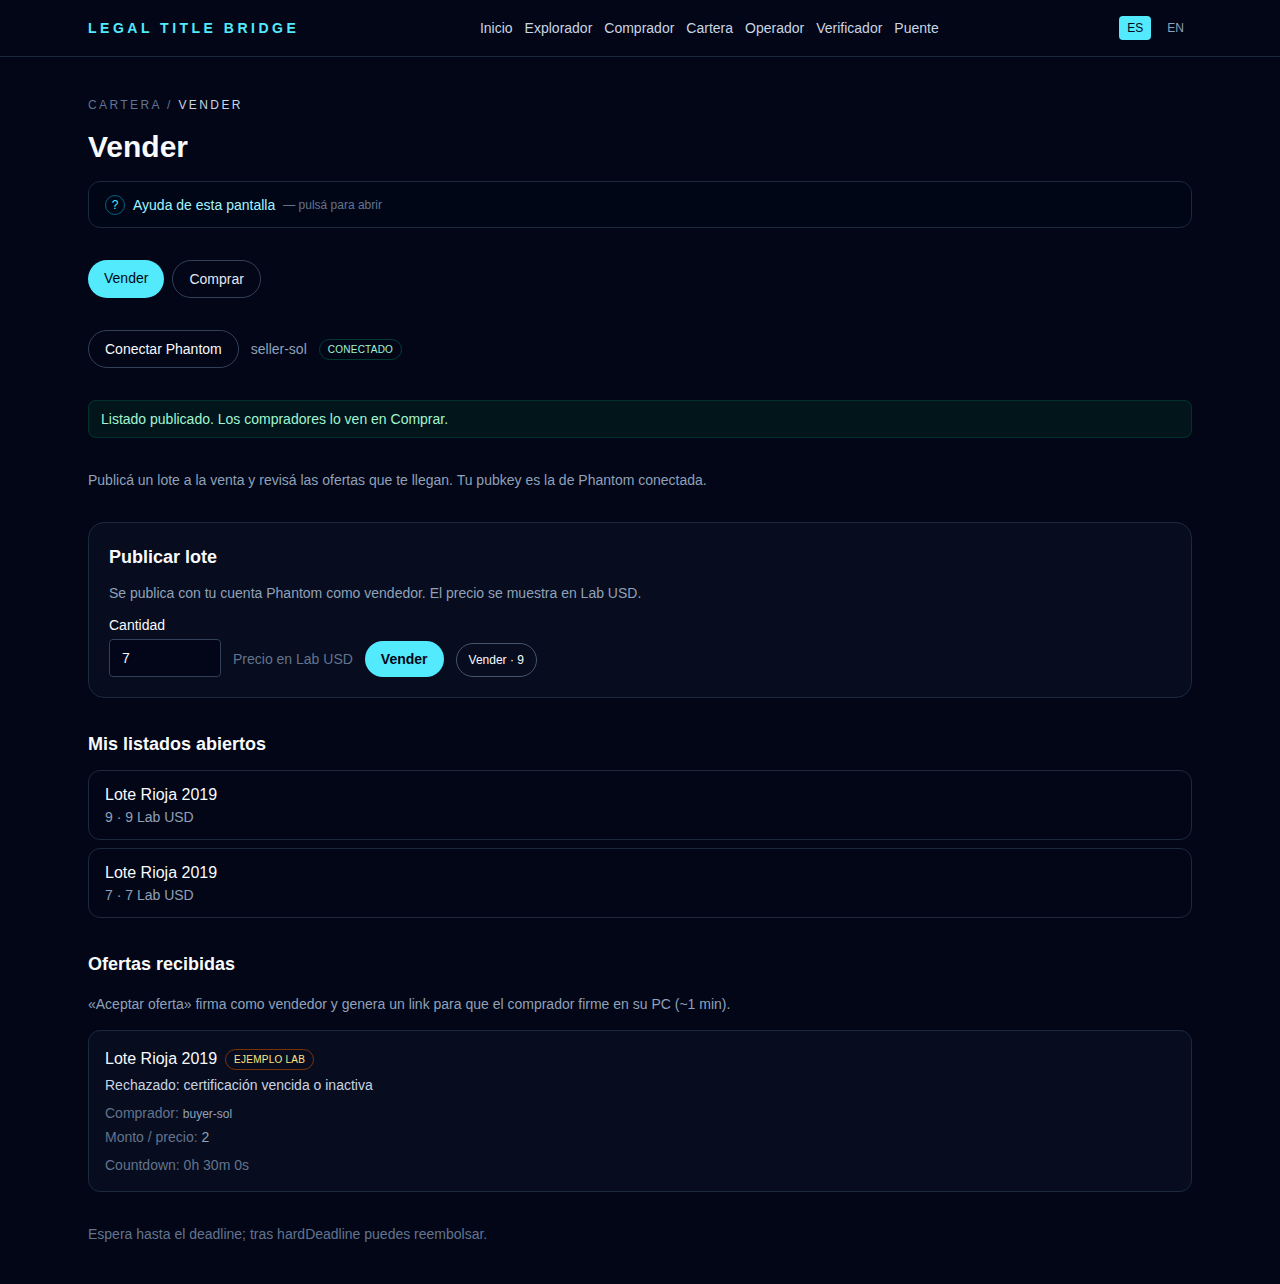 LEGAL TITLE BRIDGE
Inicio Explorador Comprador Cartera Operador Verificador Puente
ES EN
CARTERA / VENDER
Vender
? Ayuda de esta pantalla — pulsá para abrir
Vender Comprar
Conectar Phantom seller-sol CONECTADO
Listado publicado. Los compradores lo ven en Comprar.
Publicá un lote a la venta y revisá las ofertas que te llegan. Tu pubkey es la de Phantom conectada.
Publicar lote
Se publica con tu cuenta Phantom como vendedor. El precio se muestra en Lab USD.
Cantidad
7 Precio en Lab USD Vender Vender · 9
Mis listados abiertos
Lote Rioja 2019
9 · 9 Lab USD
Lote Rioja 2019
7 · 7 Lab USD
Ofertas recibidas
«Aceptar oferta» firma como vendedor y genera un link para que el comprador firme en su PC (~1 min).
Lote Rioja 2019 EJEMPLO LAB
Rechazado: certificación vencida o inactiva
Comprador: buyer-sol
Monto / precio: 2
Countdown: 0h 30m 0s
Espera hasta el deadline; tras hardDeadline puedes reembolsar.